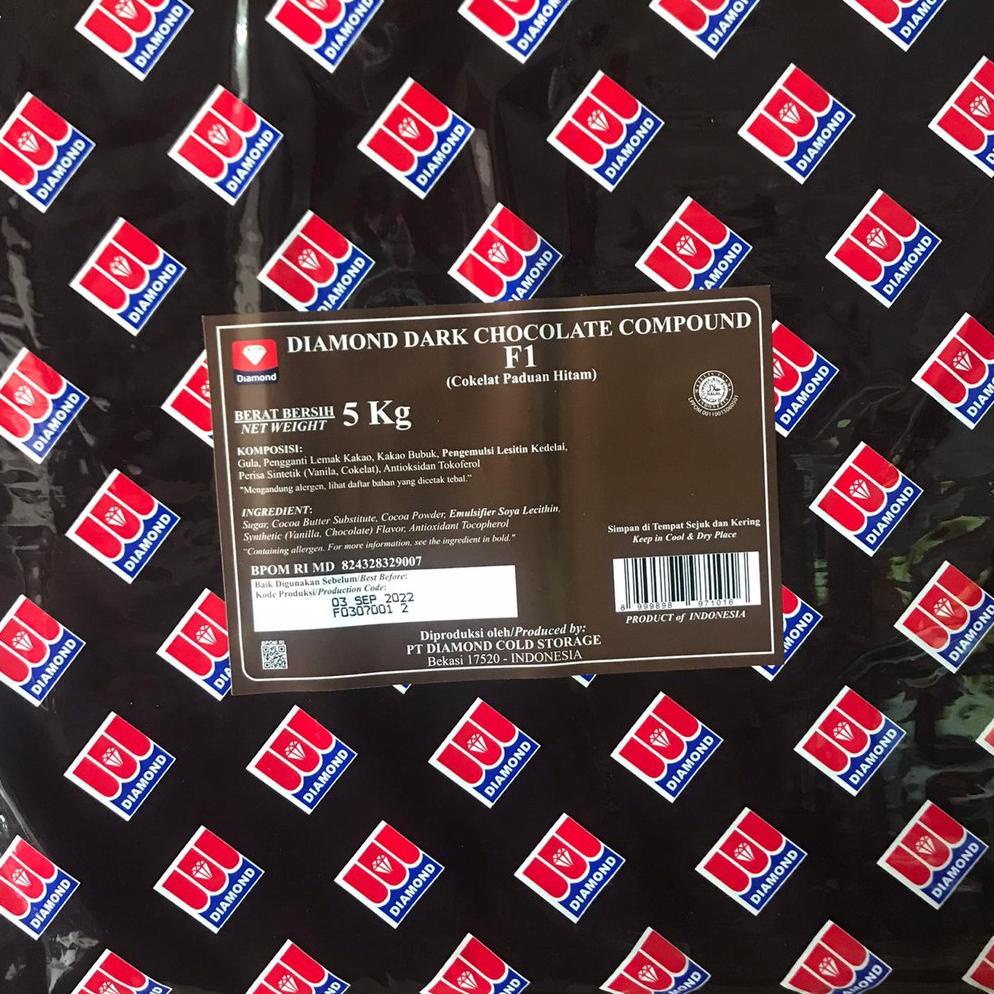 DIAMOND DARK CHOCOLATE COMPOUND
F1
(Cokelat Paduan Hitam)
Diamond
BERAT BERSIH
NET WEIGHT
5 Kg
KOMPOSISI:
Gula, Pengganti Lemak Kakao, Kakao Bubuk, Pengemulsi Lesitin Kedelai,
Perisa Sintetik (Vanila, Cokelat), Antioksidan Tokoferol
"Mengandung alergen, lihat daftar bahan yang dicetak tebal."
INGREDIENT:
Sugar, Cocoa Butter Substitute, Cocoa Powder, Emulsifier Soya Lecithin,
Synthetic (Vanilla, Chocolate) Flavor, Antioxidant Tocopherol
"Containing allergen. For more information, see the ingredient in bold."
BPOM RI MD 824328329007
Baik Digunakan Sebelum/Best Before:
Kode Produksi/Production Code:
03 SEP 2022
F0307001 2
Simpan di Tempat Sejuk dan Kering
Keep in Cool & Dry Place
8 999898 971016
PRODUCT of INDONESIA
BPOM RI
Diproduksi oleh/Produced by:
PT DIAMOND COLD STORAGE
Bekasi 17520 - INDONESIA
DIAMOND